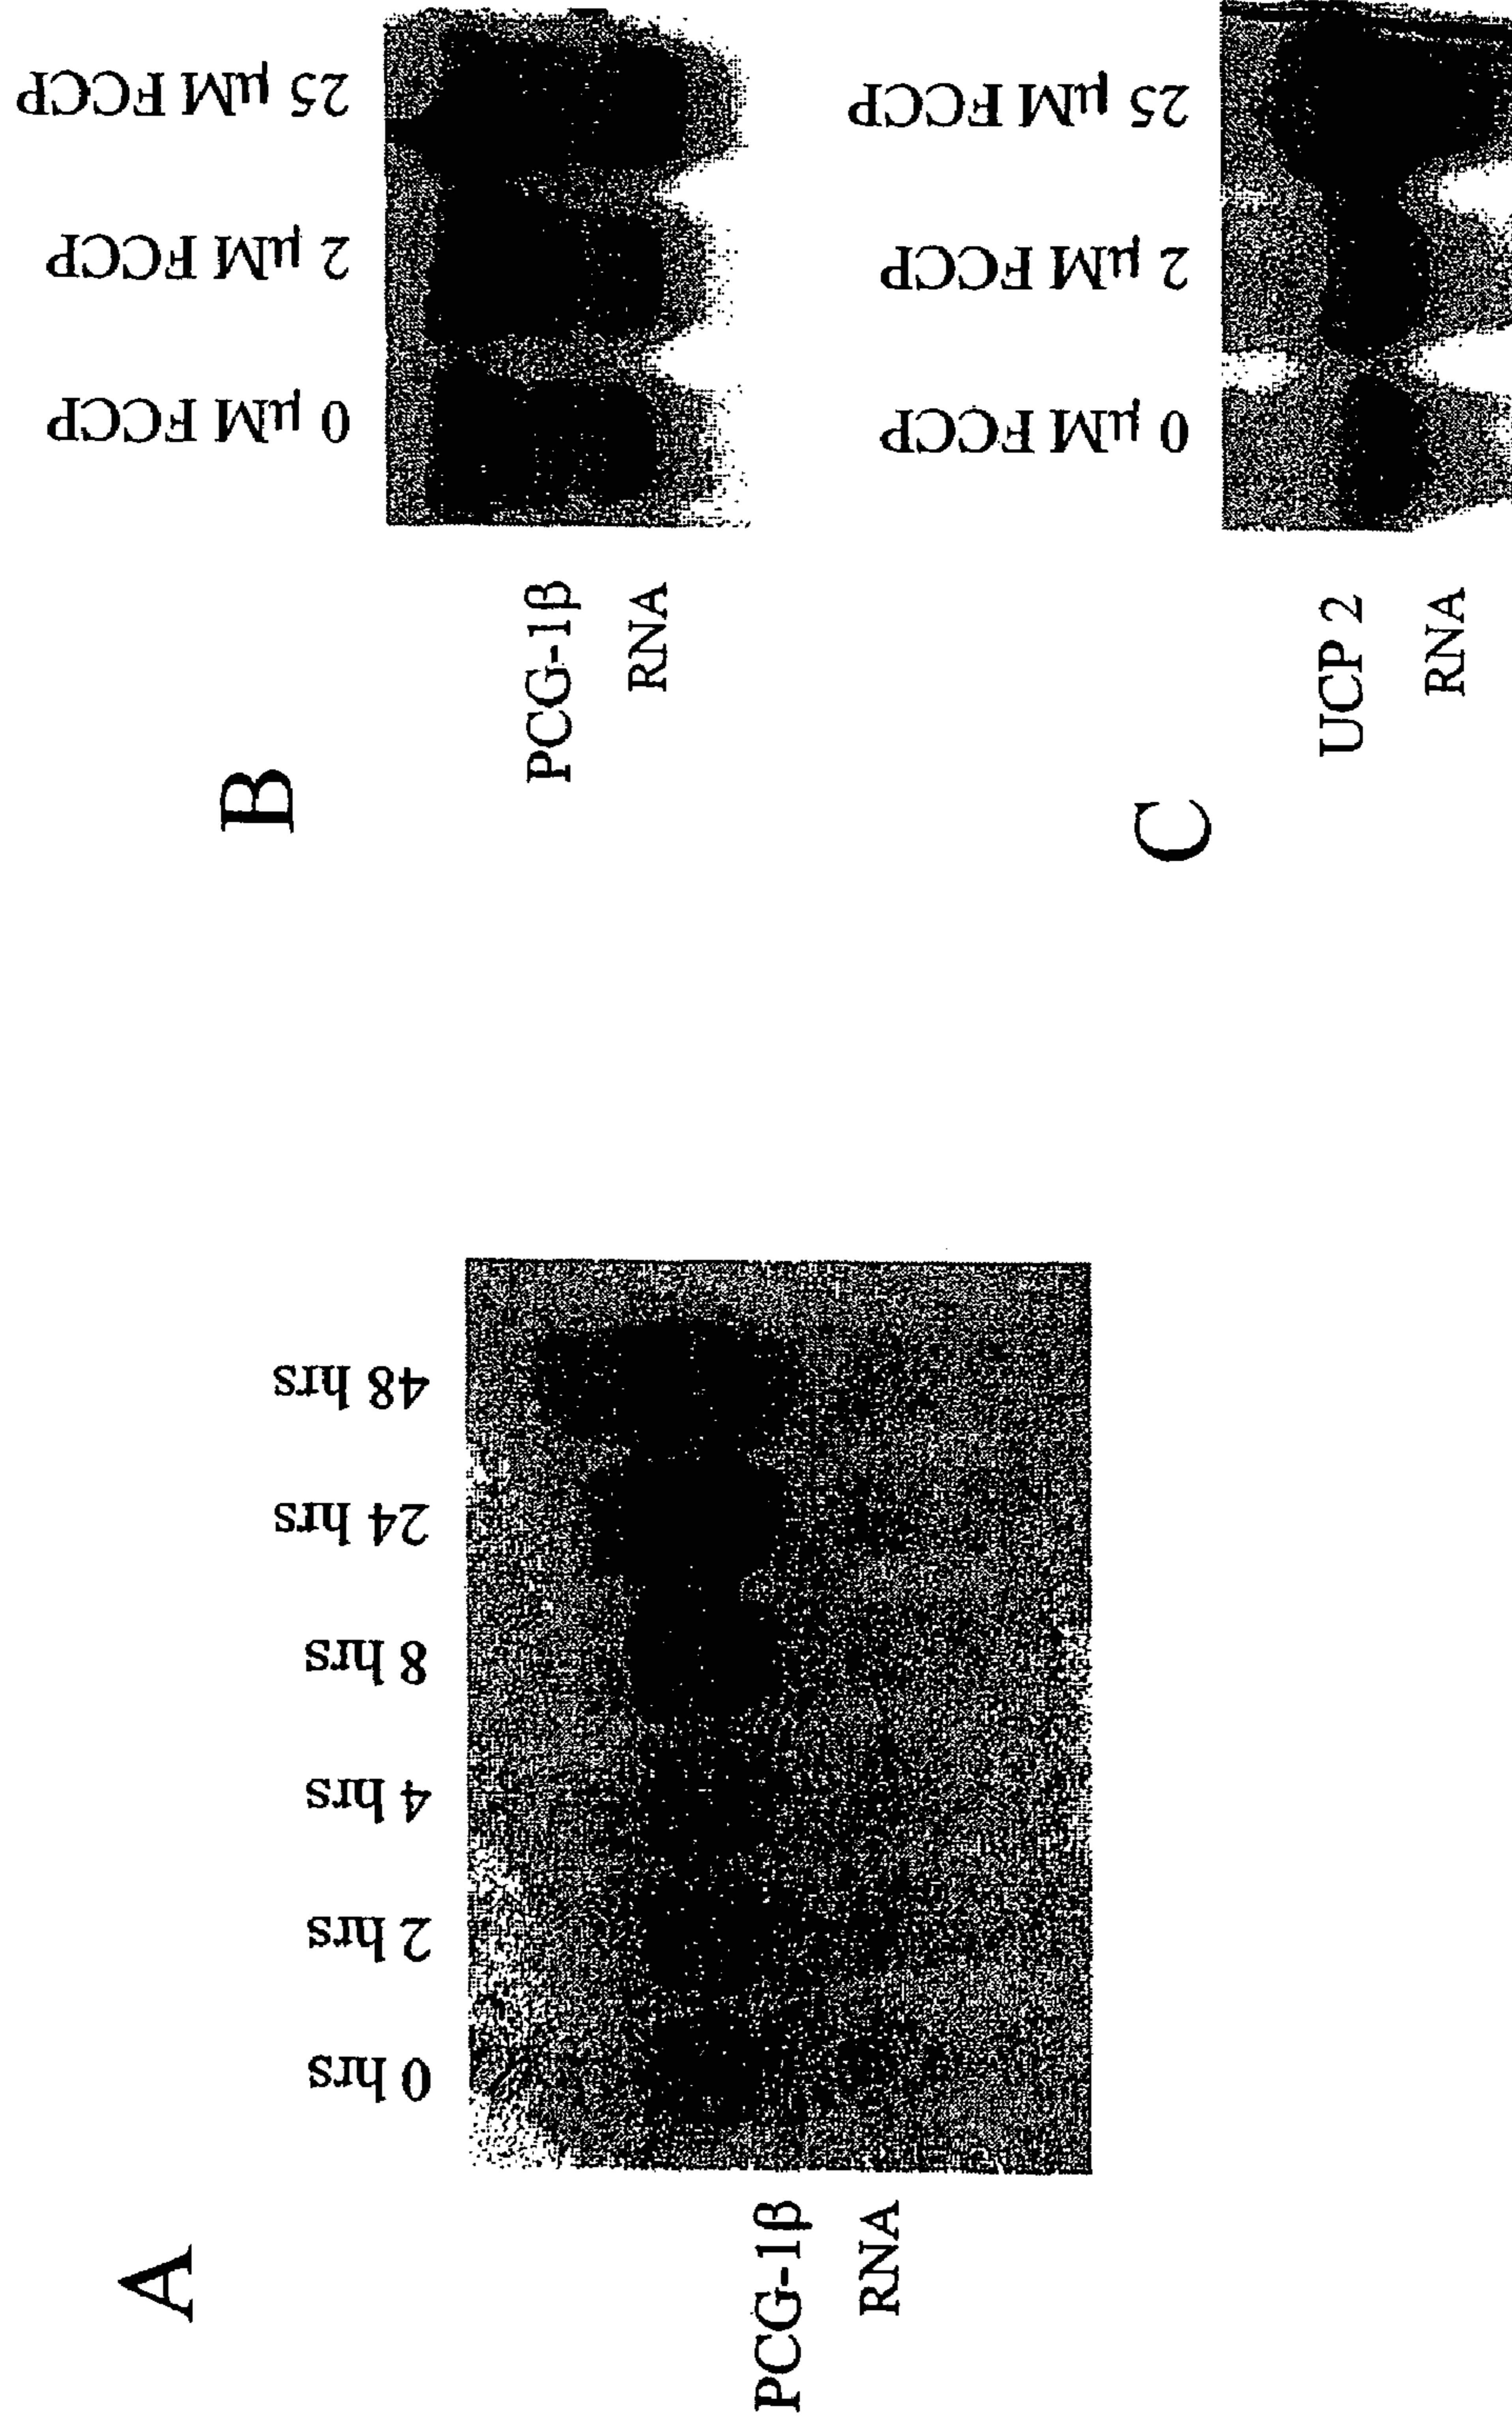 A
0 hrs
2 hrs
4 hrs
8 hrs
24 hrs
48 hrs
PCG-1β
RNA
B
0 µM FCCP
2 µM FCCP
25 µM FCCP
PCG-1β
RNA
C
0 µM FCCP
2 µM FCCP
25 µM FCCP
UCP 2
RNA